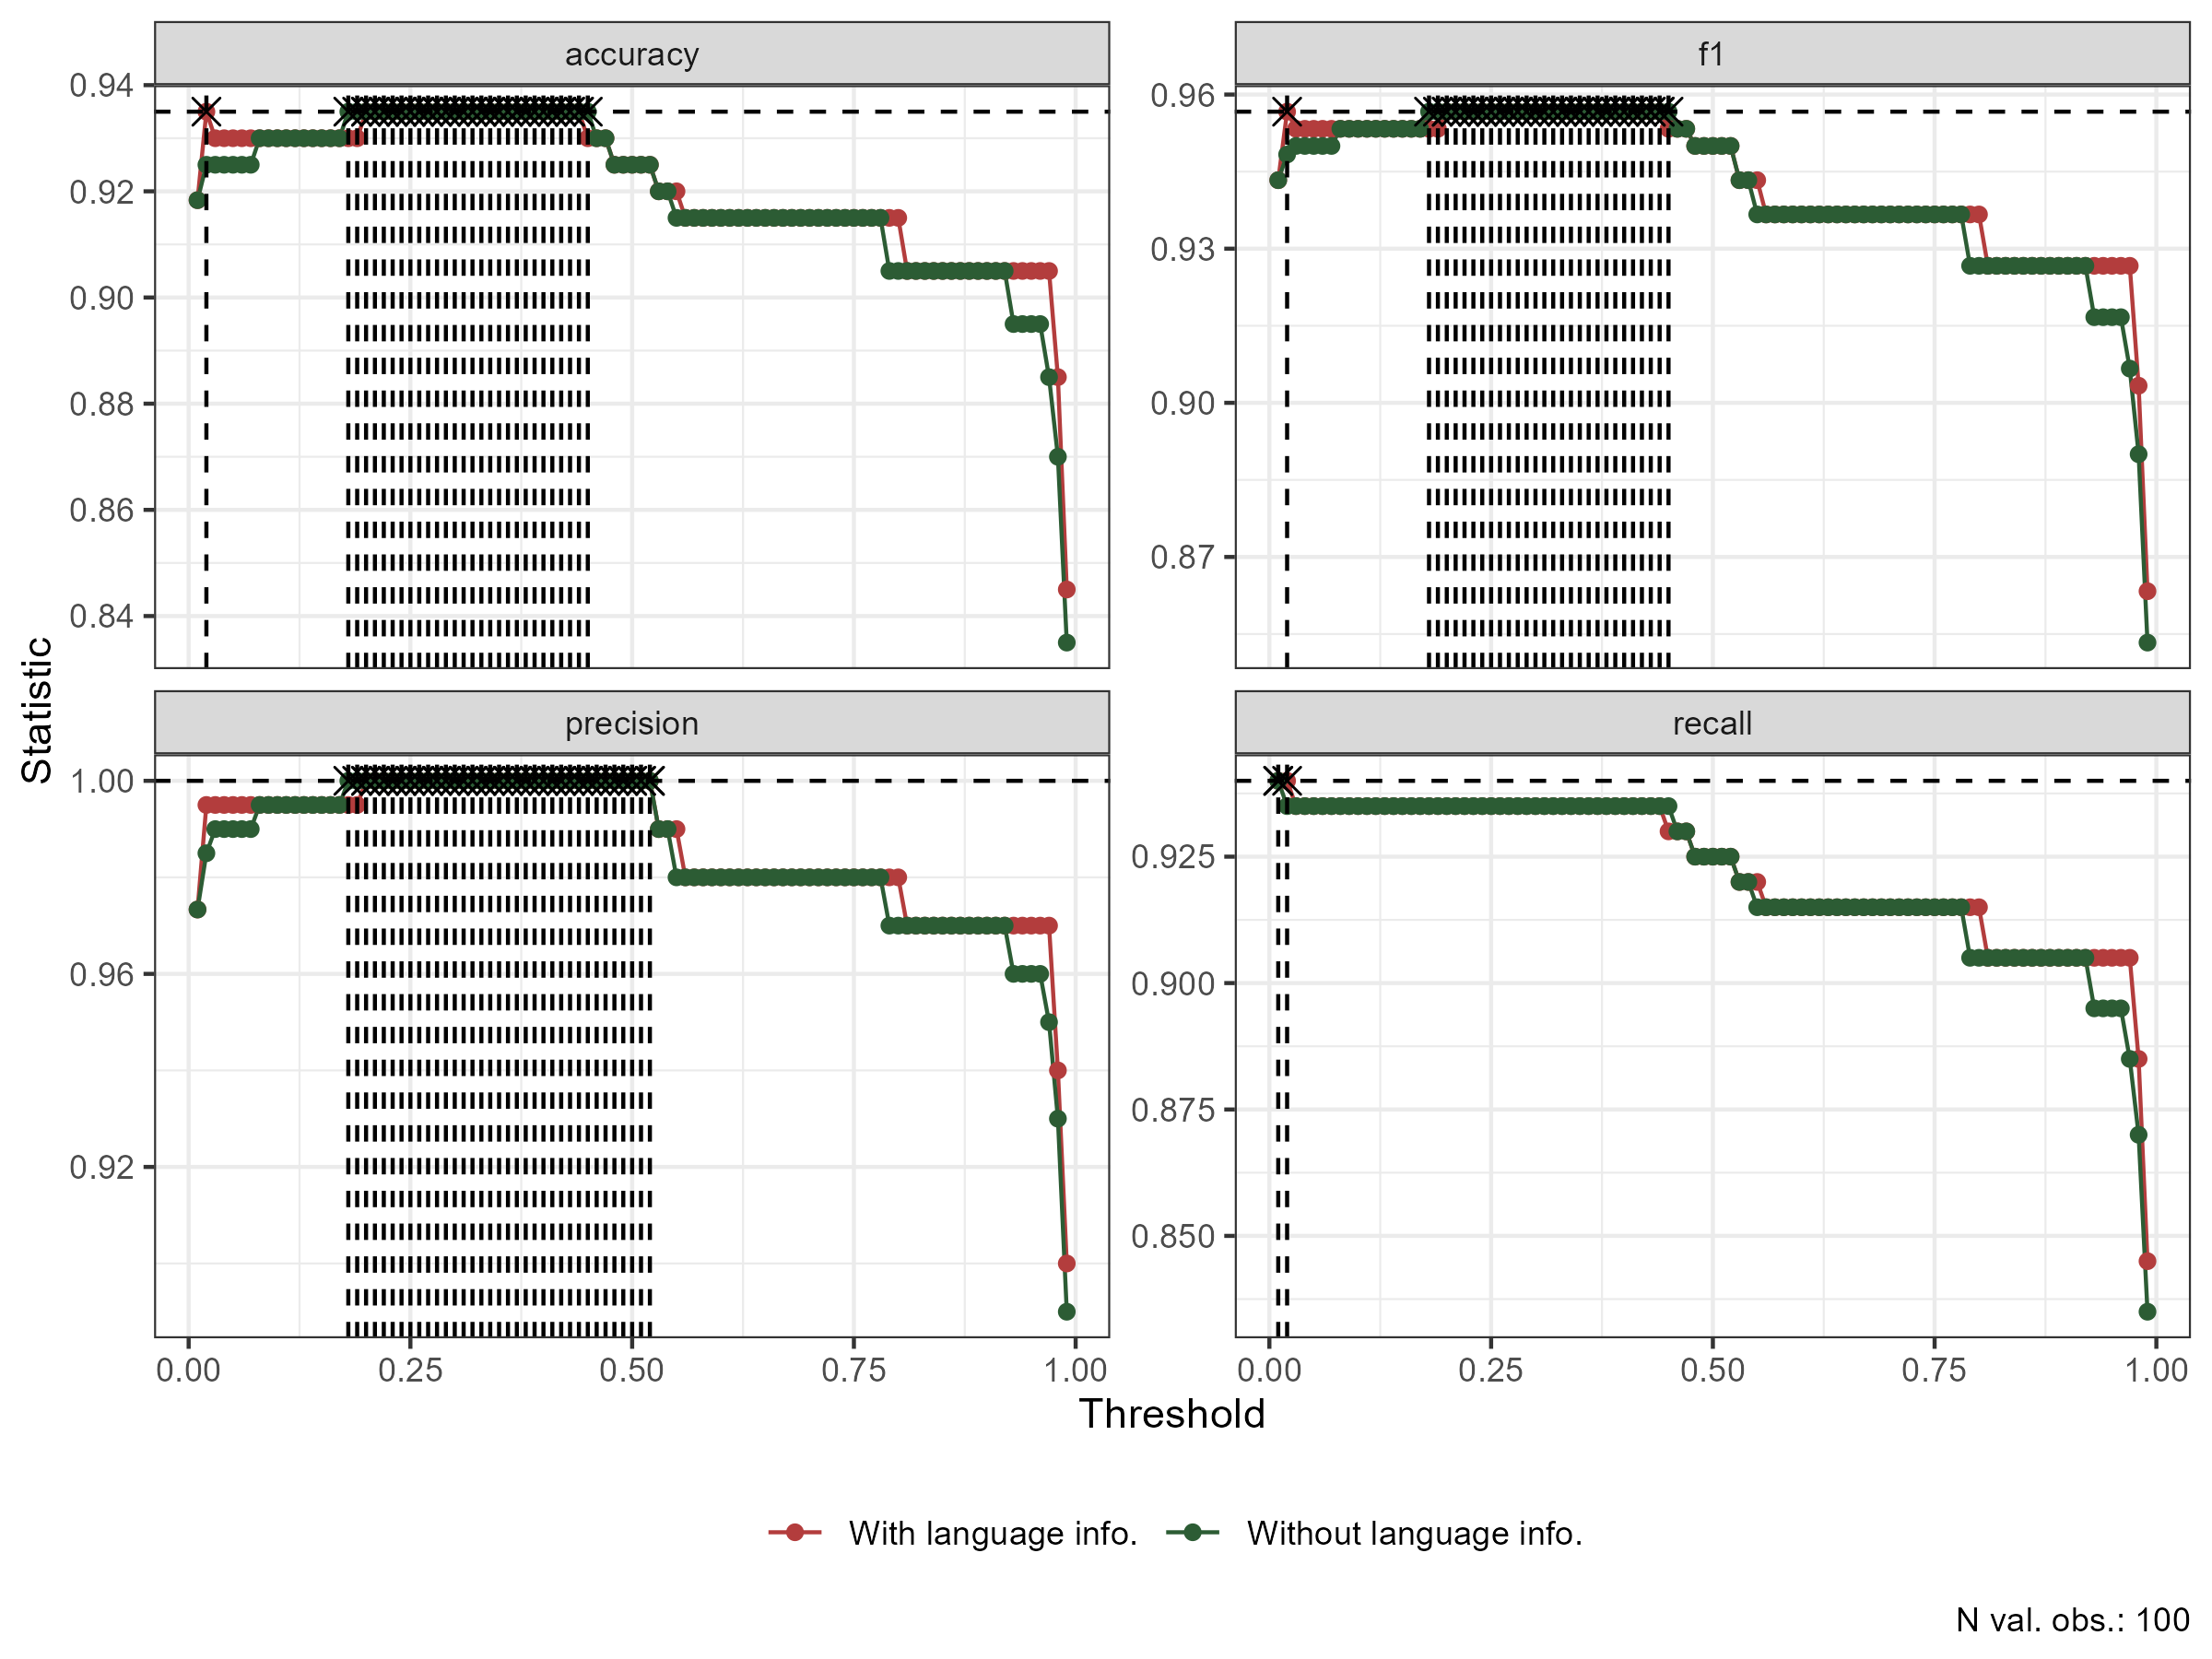 accuracy
f1
0.94
0.92
0.90
0.88
0.86
0.84
0.96
0.93
0.90
0.87
Statistic
precision
recall
1.00
0.96
0.92
0.925
0.900
0.875
0.850
0.00 0.25 0.50 0.75 1.00
0.00 0.25 0.50 0.75 1.00
Threshold
With language info. Without language info.
N val. obs.: 100